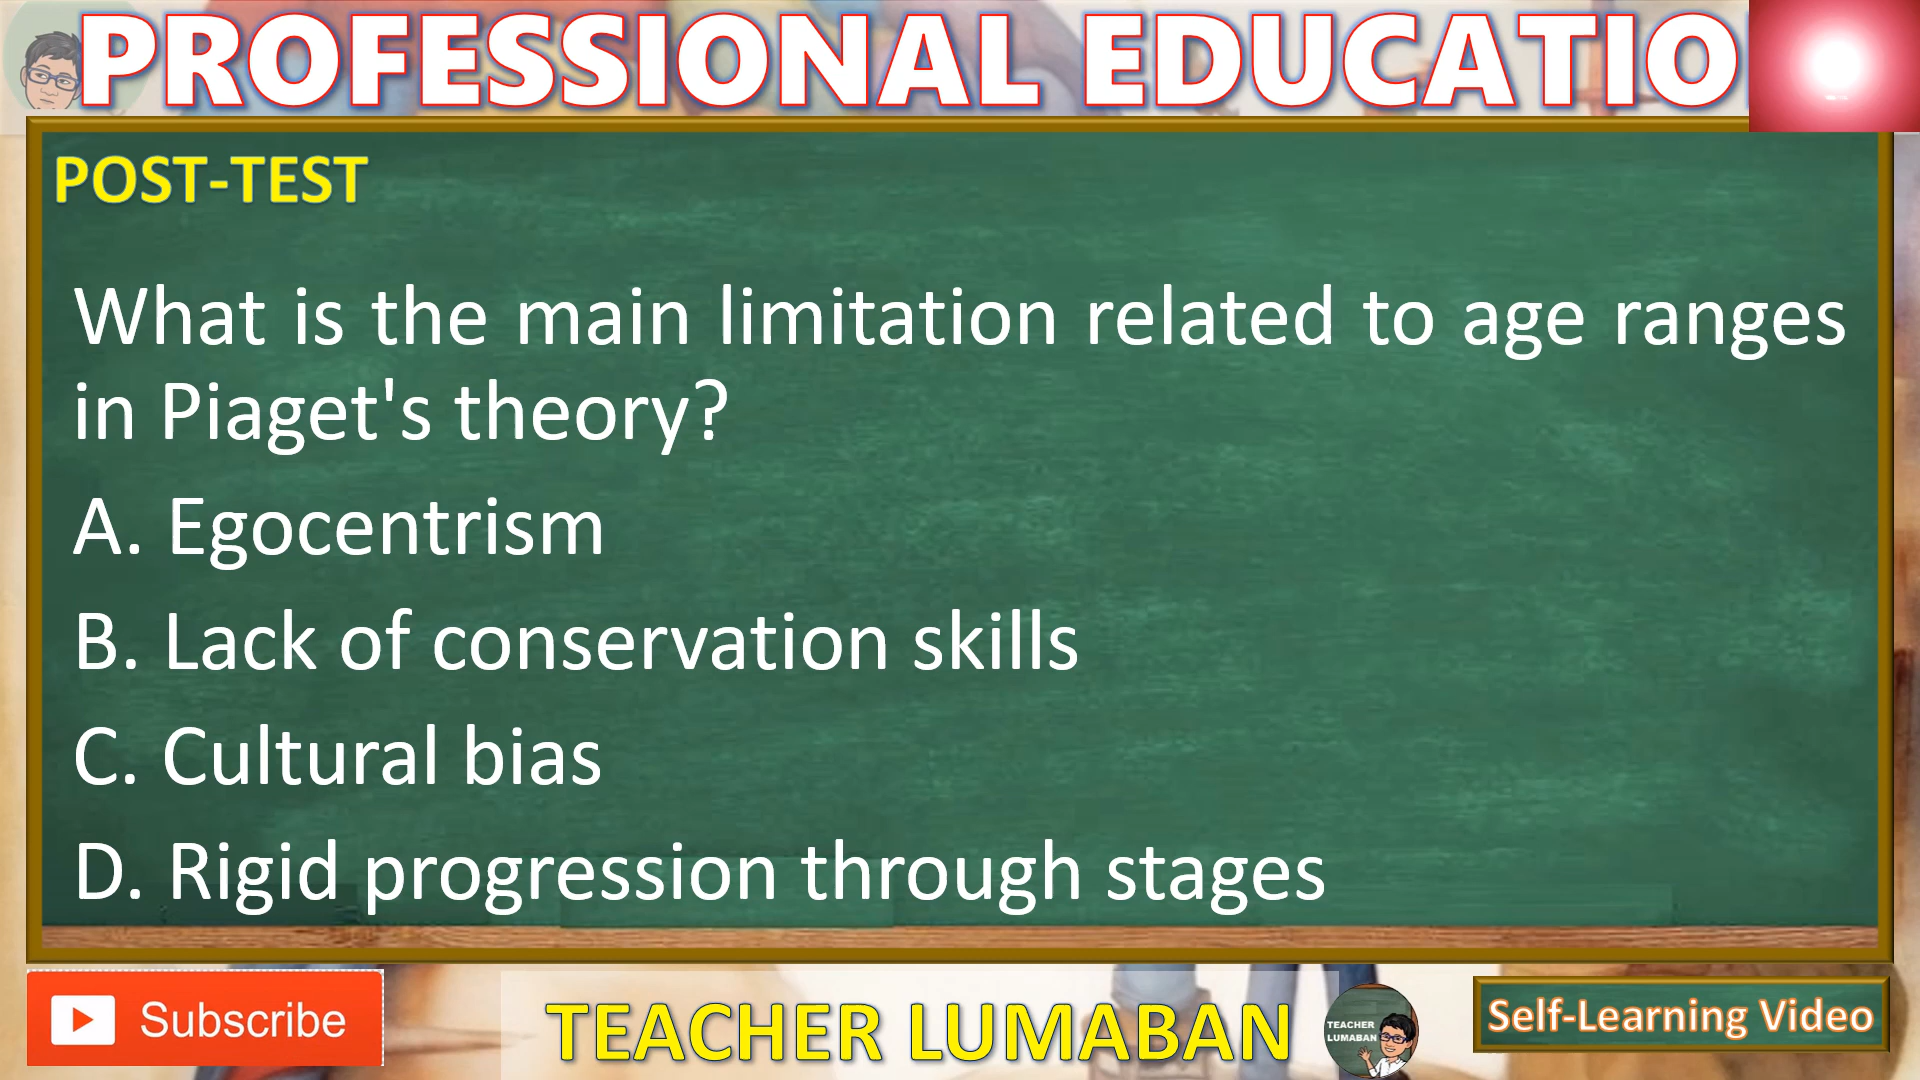 PROFESSIONAL EDUCATIO
POST-TEST
What is the main limitation related to age ranges
in Piaget's theory?
A. Egocentrism
B. Lack of conservation skills
C. Cultural bias
D. Rigid progression through stages
Subscribe
TEACHER LUMABAN
TEACHER
LUMABAN
Self-Learning Video